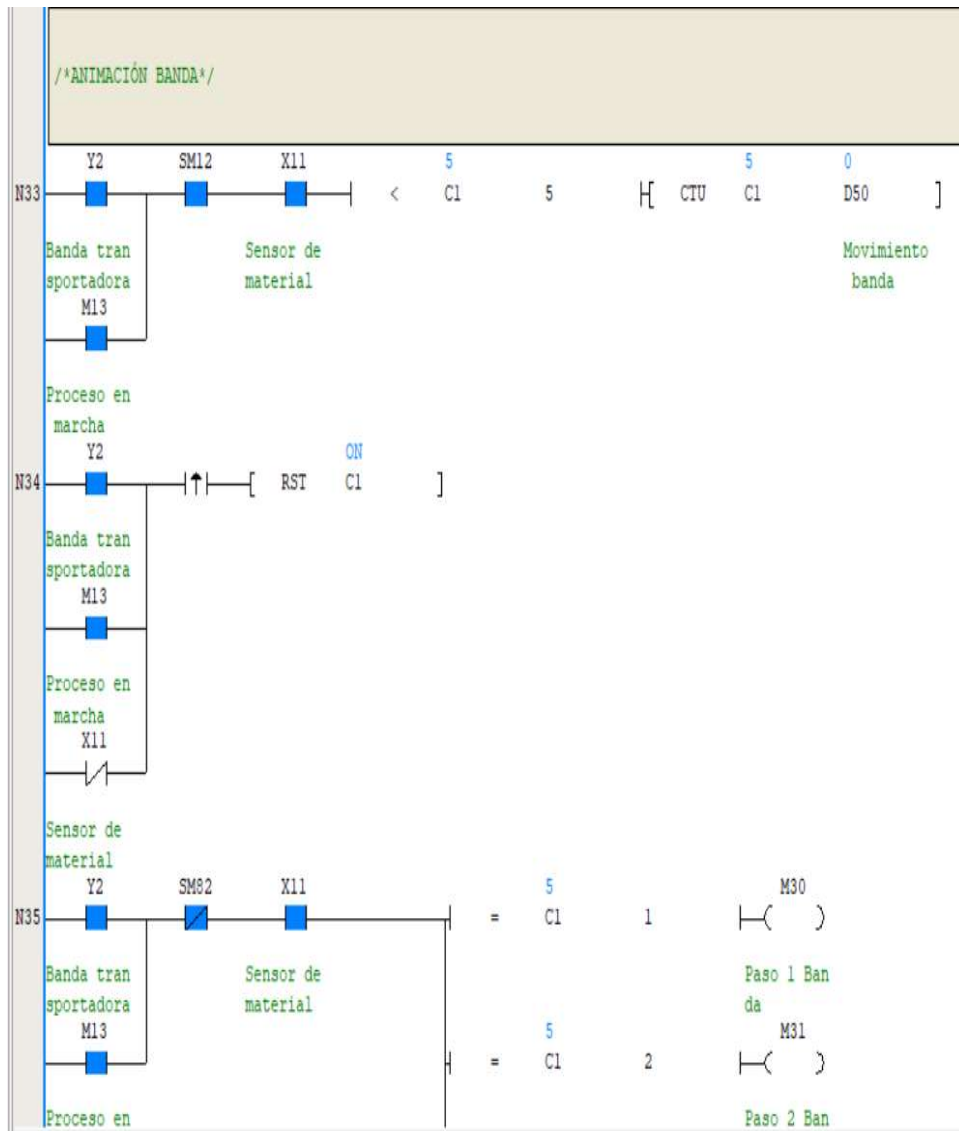 /*ANIMACIÓN BANDA*/
Y2 SM12 X11 5 5 0
N33 < C1 5 [ CTU C1 D50 ]
Banda tran Sensor de Movimiento
sportadora material banda
M13
Proceso en
marcha
Y2 ON
N34 [ RST C1 ]
Banda tran
sportadora
M13
Proceso en
marcha
X11
Sensor de
material
Y2 SM82 X11 5 M30
N35 = C1 1 ( )
Banda tran Sensor de Paso 1 Ban
sportadora material da
M13 5 M31
= C1 2 ( )
Proceso en Paso 2 Ban